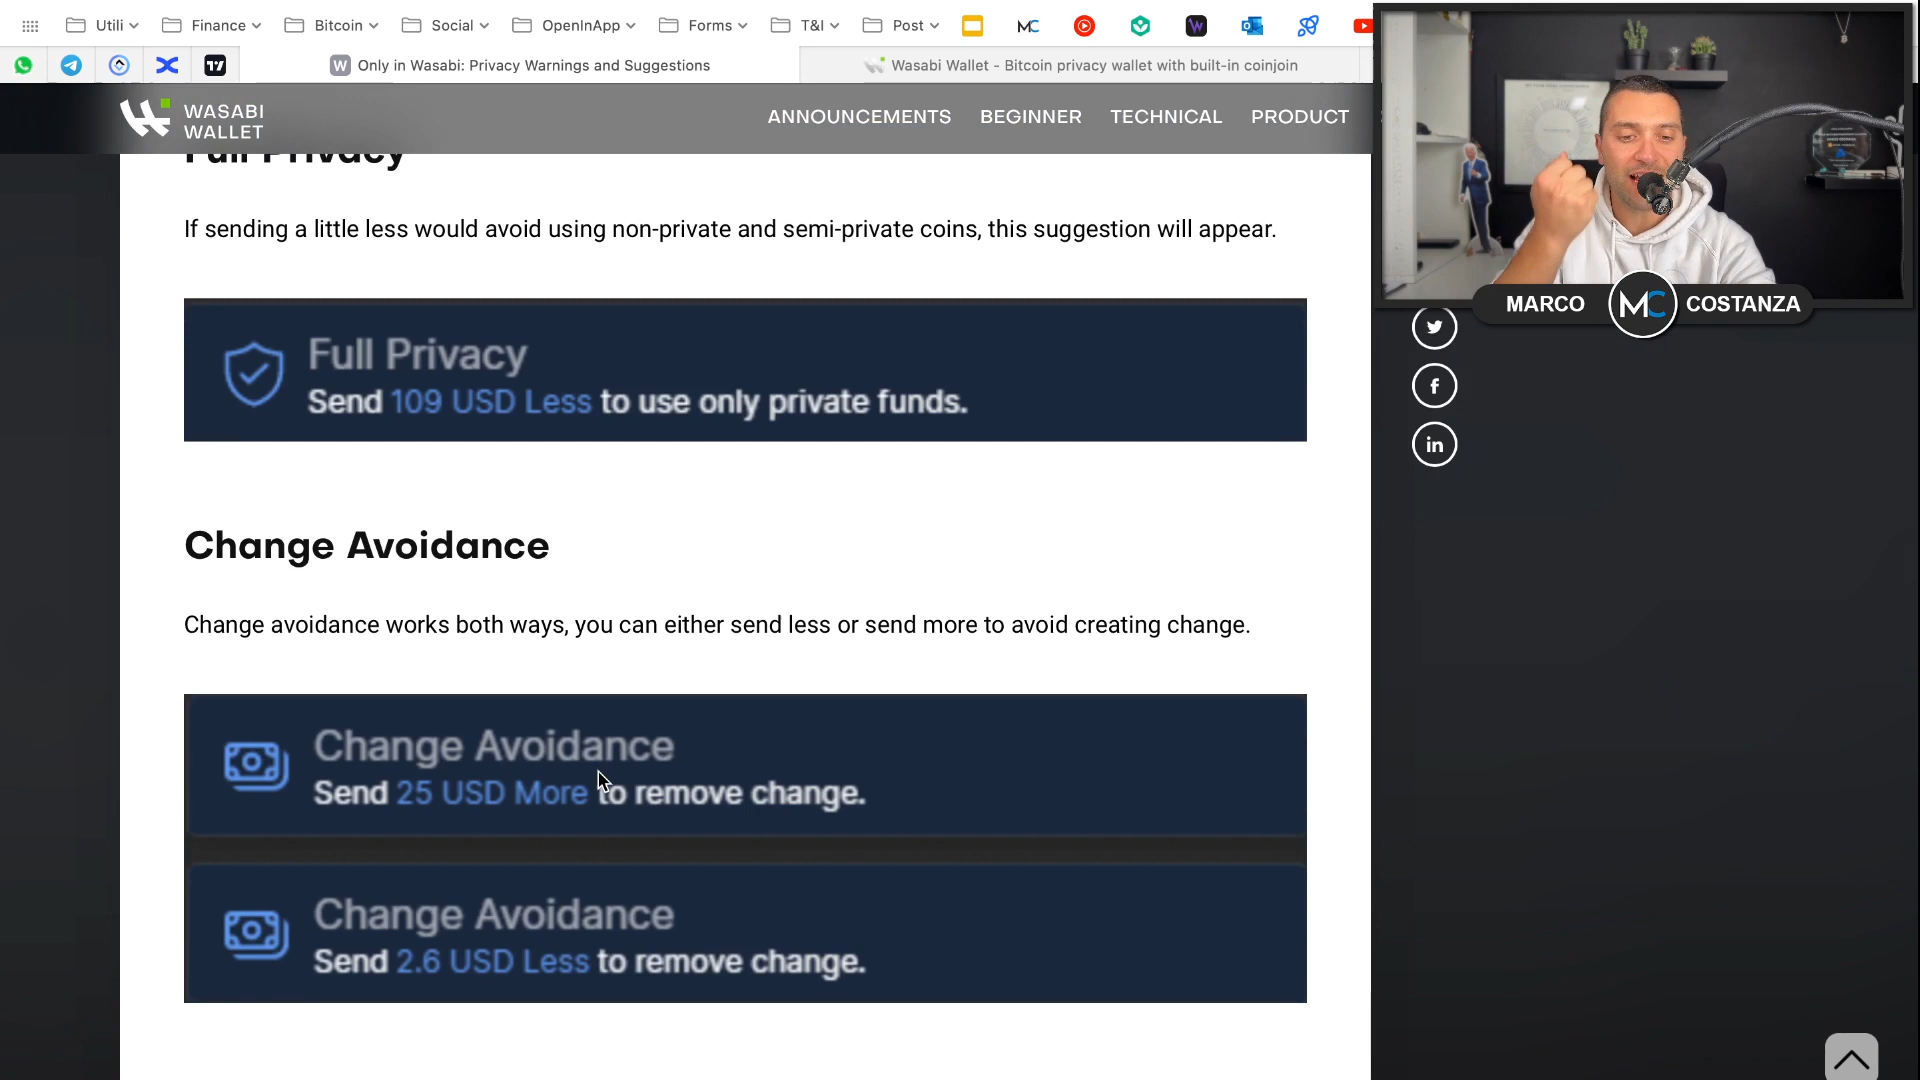 Utili
Finance
Bitcoin
Social
OpenInApp
Forms
T&I
Post
MC
W
W Only in Wasabi: Privacy Warnings and Suggestions
Wasabi Wallet - Bitcoin privacy wallet with built-in coinjoin
WASABI
WALLET
ANNOUNCEMENTS
BEGINNER
TECHNICAL
PRODUCT
Full Privacy
If sending a little less would avoid using non-private and semi-private coins, this suggestion will appear.
Full Privacy
Send 109 USD Less to use only private funds.
MARCO MC COSTANZA
f
in
Change Avoidance
Change avoidance works both ways, you can either send less or send more to avoid creating change.
Change Avoidance
Send 25 USD More to remove change.
Change Avoidance
Send 2.6 USD Less to remove change.